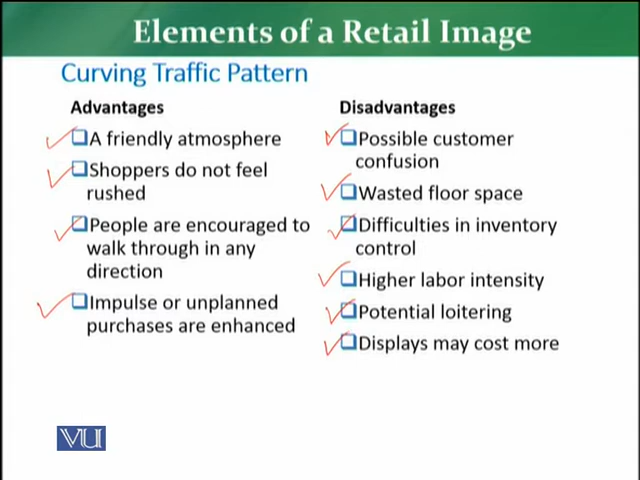 Elements of a Retail Image
Curving Traffic Pattern
Advantages
A friendly atmosphere
Shoppers do not feel
rushed
People are encouraged to
walk through in any
direction
Impulse or unplanned
purchases are enhanced
Disadvantages
Possible customer
confusion
Wasted floor space
Difficulties in inventory
control
Higher labor intensity
Potential loitering
Displays may cost more
VU